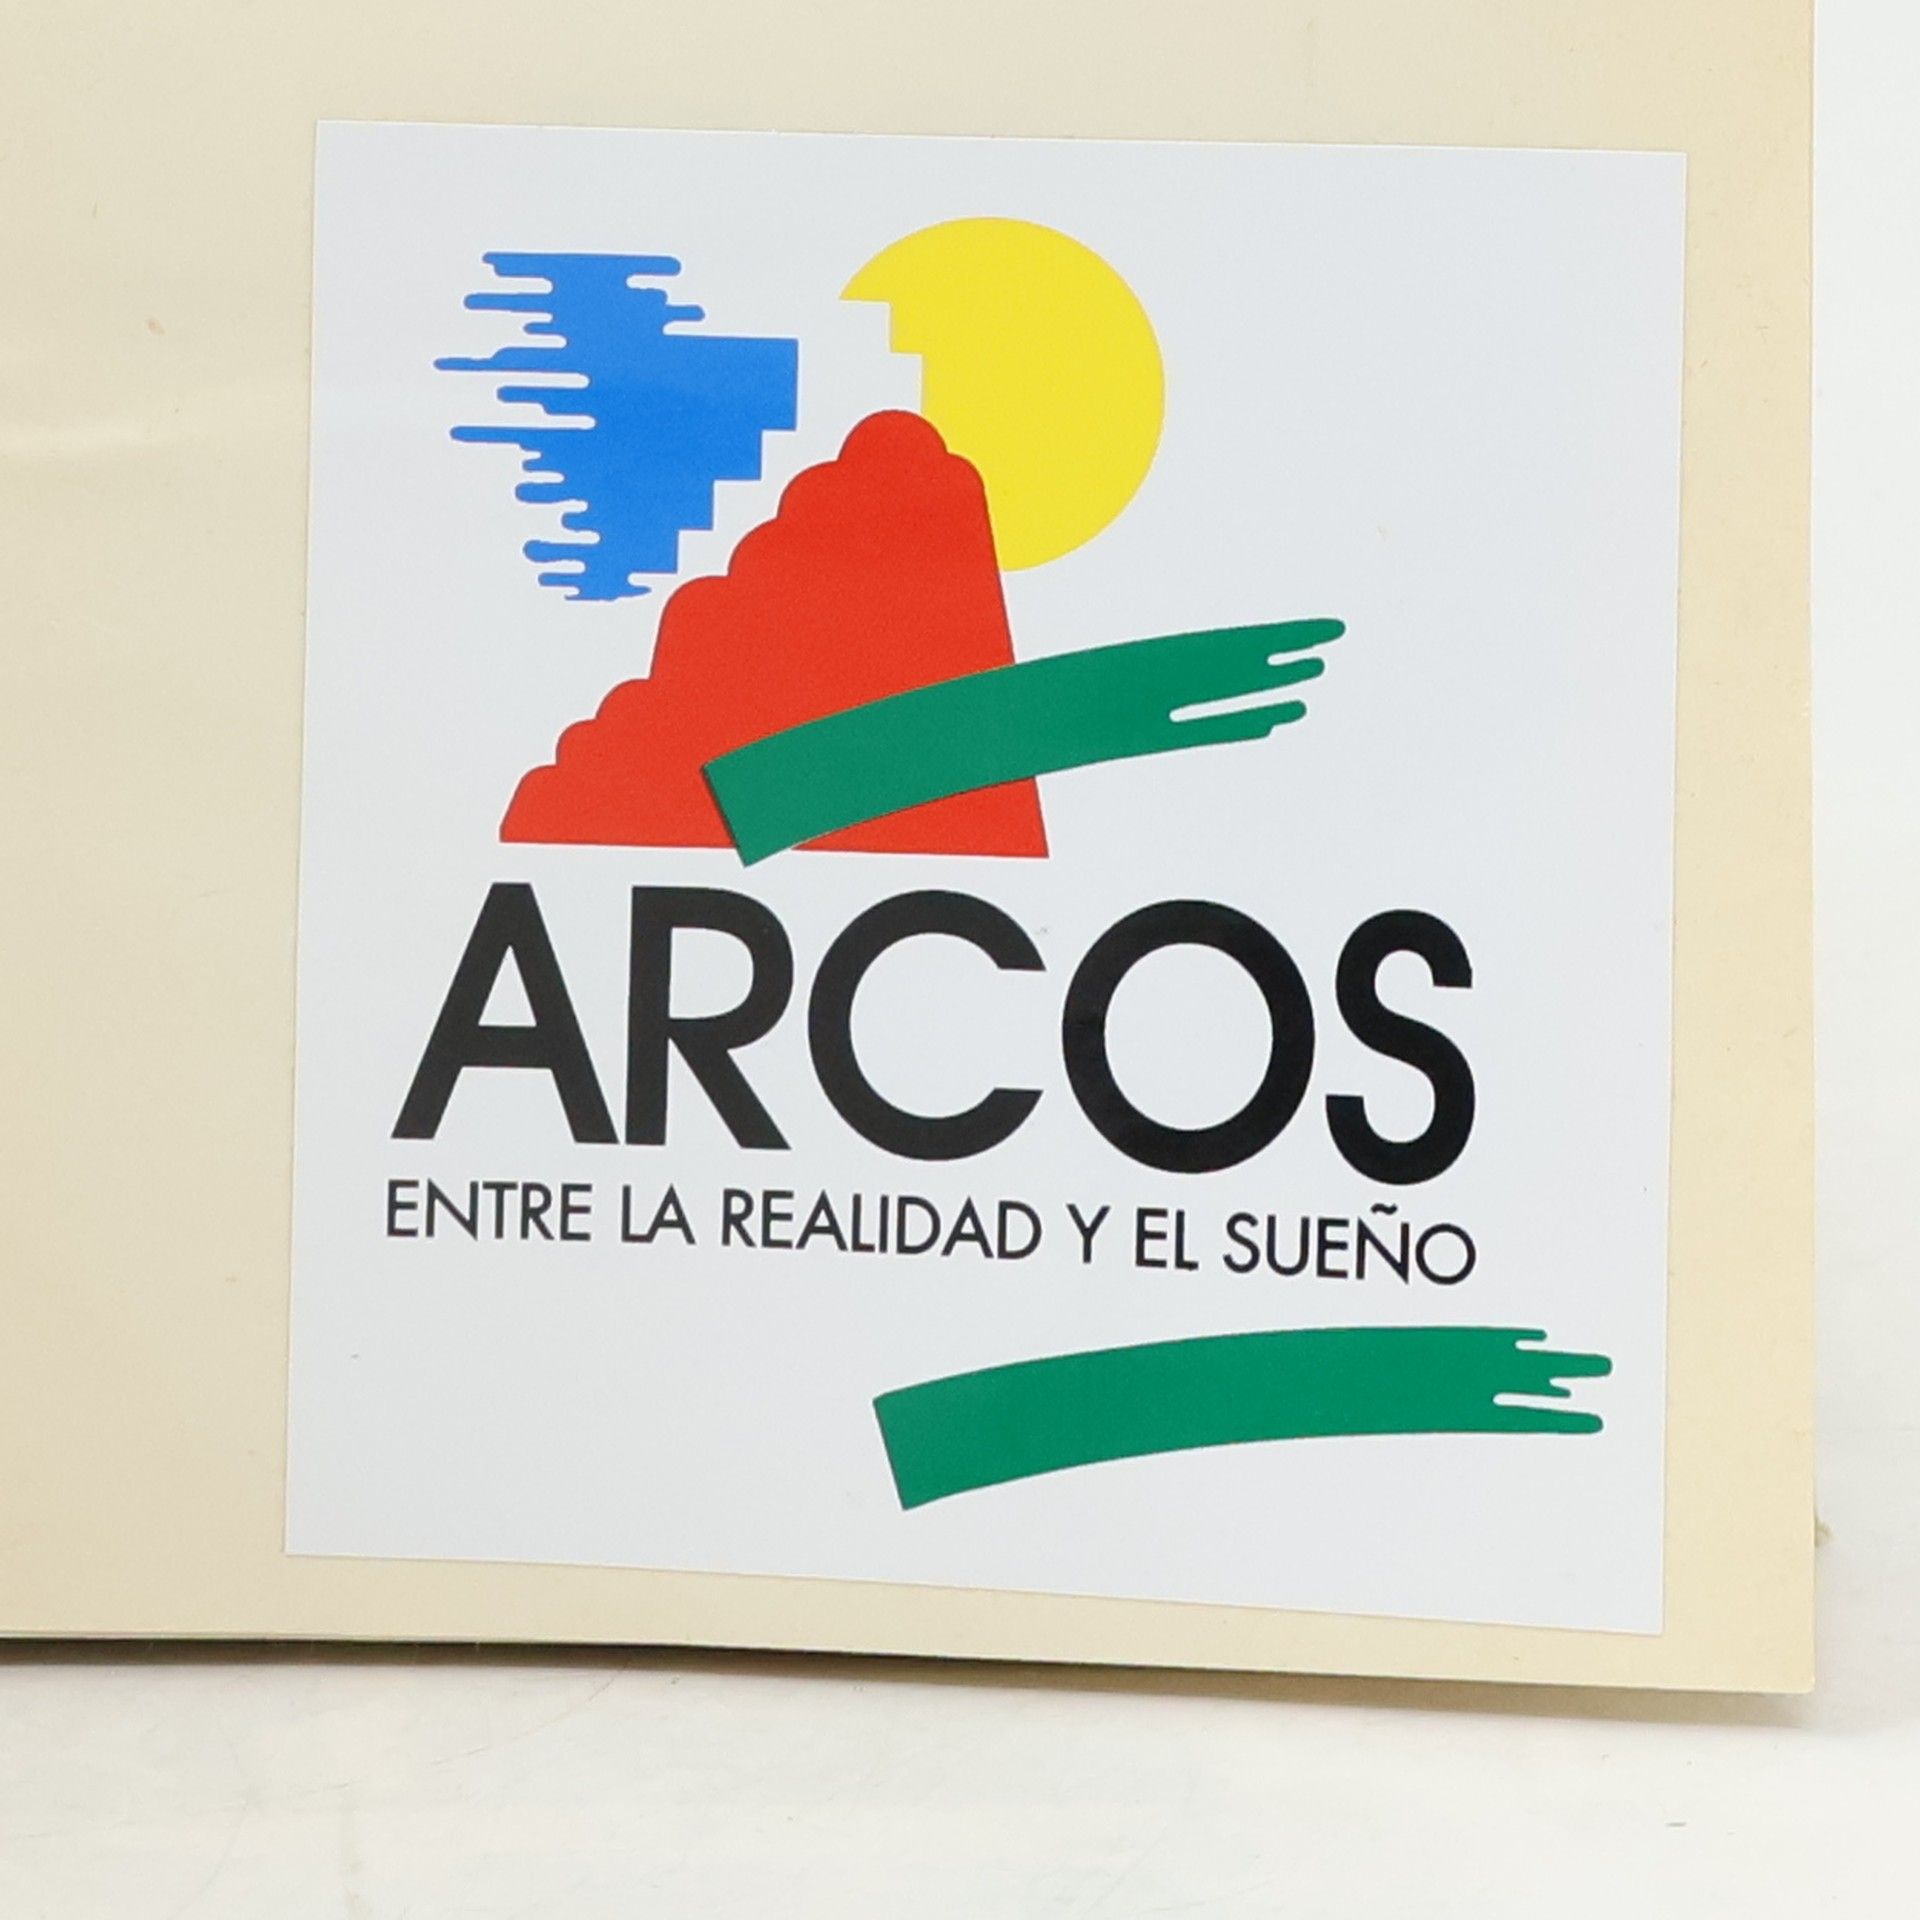 ARCOS
ENTRE LA REALIDAD Y EL SUEÑO